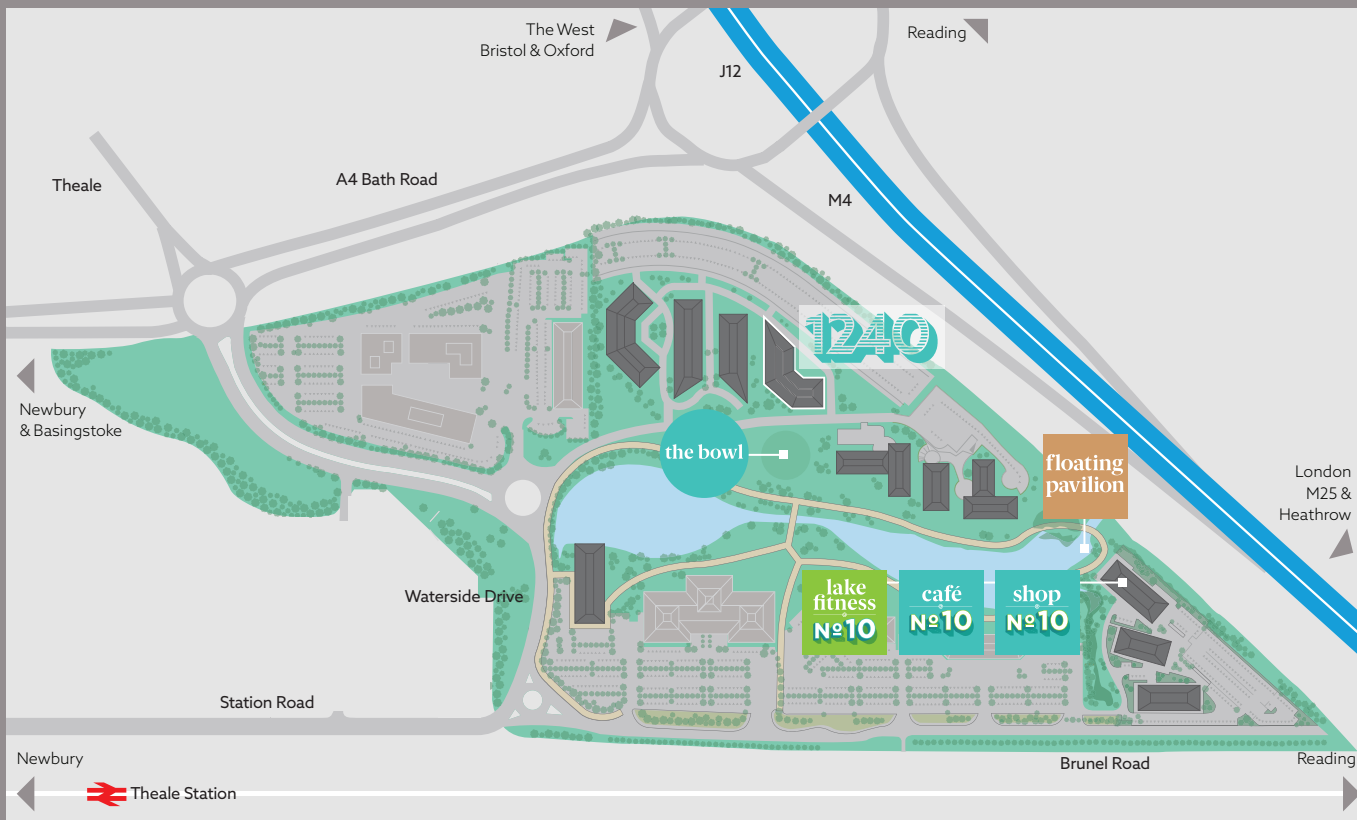 The West
Bristol & Oxford
Reading
J12
Theale
A4 Bath Road
M4
1240
Newbury
& Basingstoke
the bowl
floating
pavilion
London
M25 &
Heathrow
lake
fitness
Nº10
café
Nº10
shop
Nº10
Waterside Drive
Station Road
Newbury
Brunel Road
Reading
Theale Station